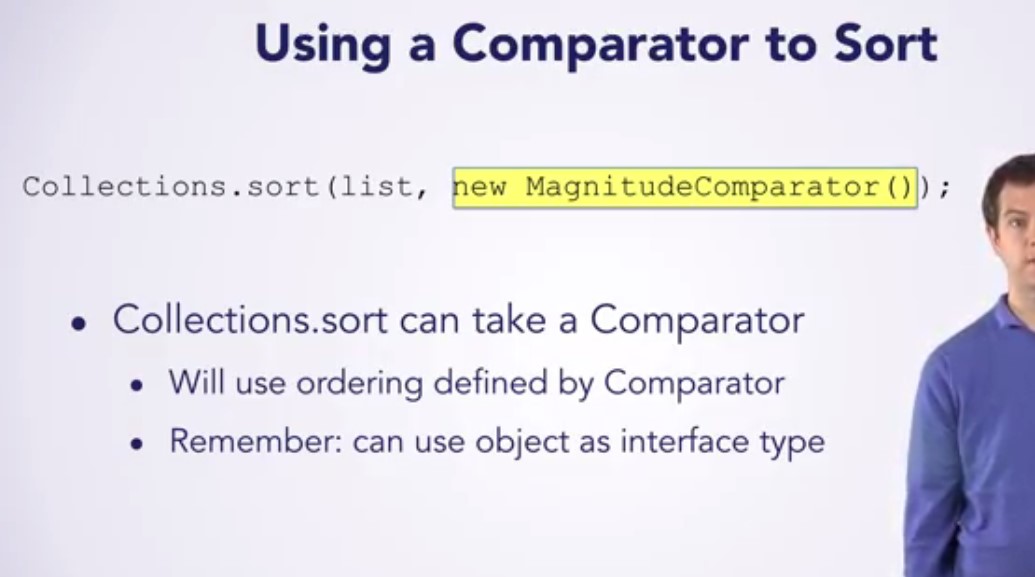 Using a Comparator to Sort
Collections.sort(list, new MagnitudeComparator());
• Collections.sort can take a Comparator
• Will use ordering defined by Comparator
• Remember: can use object as interface type